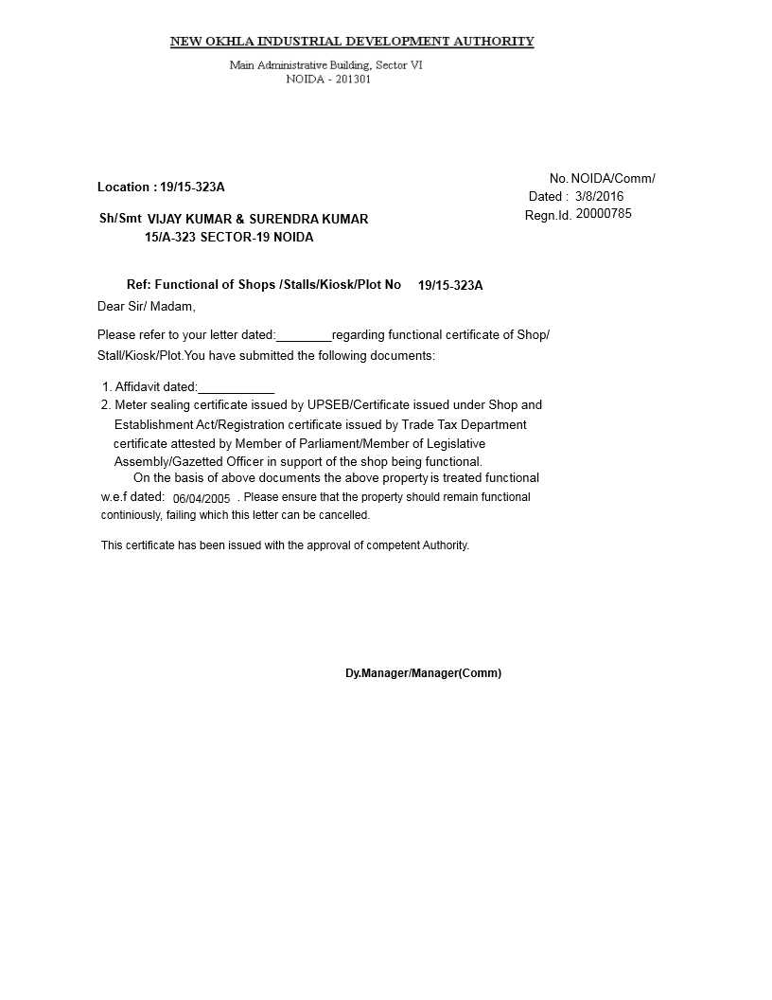 NEW OKHLA INDUSTRIAL DEVELOPMENT AUTHORITY
Main Administrative Building, Sector VI
NOIDA - 201301
No. NOIDA/Comm/
Location : 19/15-323A
Dated : 3/8/2016
Regn.Id. 20000785
Sh/Smt VIJAY KUMAR & SURENDRA KUMAR
15/A-323 SECTOR-19 NOIDA
Ref: Functional of Shops /Stalls/Kiosk/Plot No 19/15-323A
Dear Sir/ Madam,
Please refer to your letter dated:________regarding functional certificate of Shop/
Stall/Kiosk/Plot.You have submitted the following documents:
1. Affidavit dated:___________
2. Meter sealing certificate issued by UPSEB/Certificate issued under Shop and
Establishment Act/Registration certificate issued by Trade Tax Department
certificate attested by Member of Parliament/Member of Legislative
Assembly/Gazetted Officer in support of the shop being functional.
On the basis of above documents the above property is treated functional
w.e.f dated: 06/04/2005 . Please ensure that the property should remain functional
continiously, failing which this letter can be cancelled.
This certificate has been issued with the approval of competent Authority.
Dy.Manager/Manager(Comm)